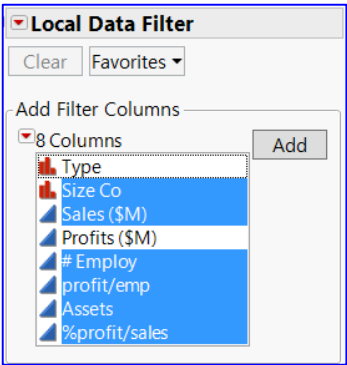 Local Data Filter
Clear Favorites
Add Filter Columns
8 Columns Add
Type
Size Co
Sales ($M)
Profits ($M)
# Employ
profit/emp
Assets
%profit/sales